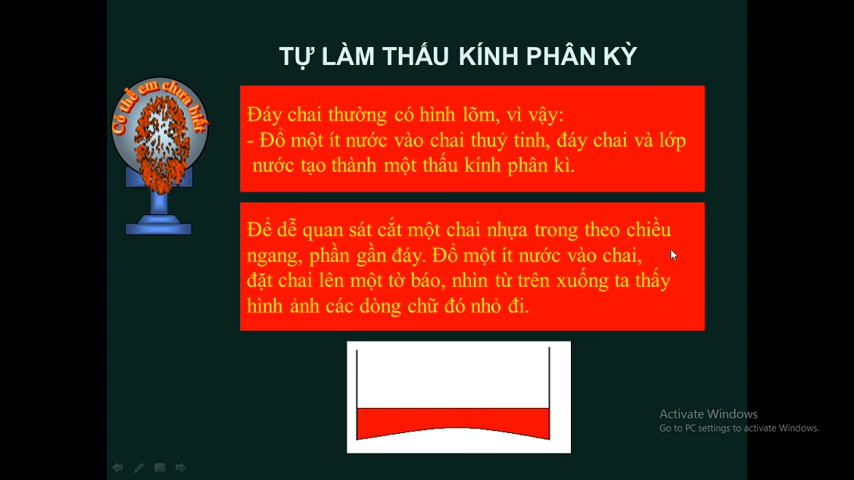 TỰ LÀM THẤU KÍNH PHÂN KỲ
Có thể em chưa biết
Đáy chai thường có hình lõm, vì vậy:
- Đổ một ít nước vào chai thuỷ tinh, đáy chai và lớp
nước tạo thành một thấu kính phân kì.
Để dễ quan sát cắt một chai nhựa trong theo chiều
ngang, phần gần đáy. Đổ một ít nước vào chai,
đặt chai lên một tờ báo, nhìn từ trên xuống ta thấy
hình ảnh các dòng chữ đó nhỏ đi.
Activate Windows
Go to PC settings to activate Windows.